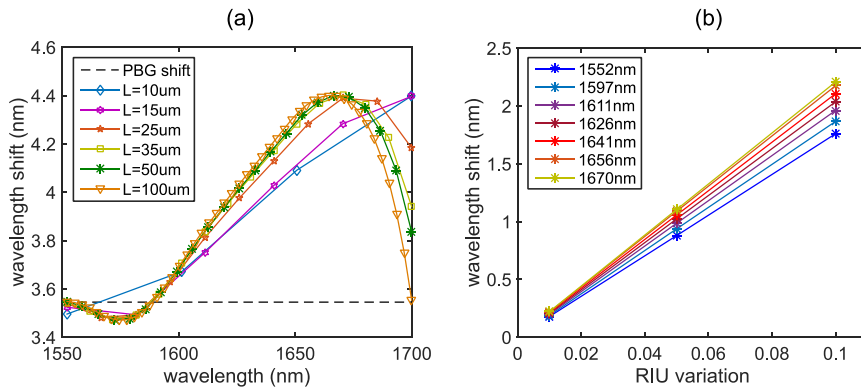 (a)
wavelength shift (nm)
4.6
4.4
4.2
4
3.8
3.6
3.4
PBG shift
L=10um
L=15um
L=25um
L=35um
L=50um
L=100um
1550
1600
1650
1700
wavelength (nm)
(b)
wavelength shift (nm)
2.5
2
1.5
1
0.5
0
1552nm
1597nm
1611nm
1626nm
1641nm
1656nm
1670nm
0
0.02
0.04
0.06
0.08
0.1
RIU variation